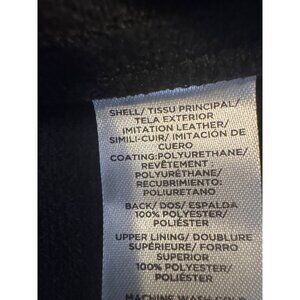 SHELL/ TISSU PRINCIPAL/
TELA EXTERIOR
IMITATION LEATHER/
SIMILI-CUIR/ IMITACIÓN DE
CUERO
COATING:POLYURETHANE/
REVÊTEMENT
POLYURÉTHANE/
RECUBRIMIENTO:
POLIURETANO
BACK/ DOS/ ESPALDA
100% POLYESTER/
POLIÉSTER
UPPER LINING/ DOUBLURE
SUPÉRIEURE/ FORRO
SUPERIOR
100% POLYESTER/
POLIÉSTER
MACHINE